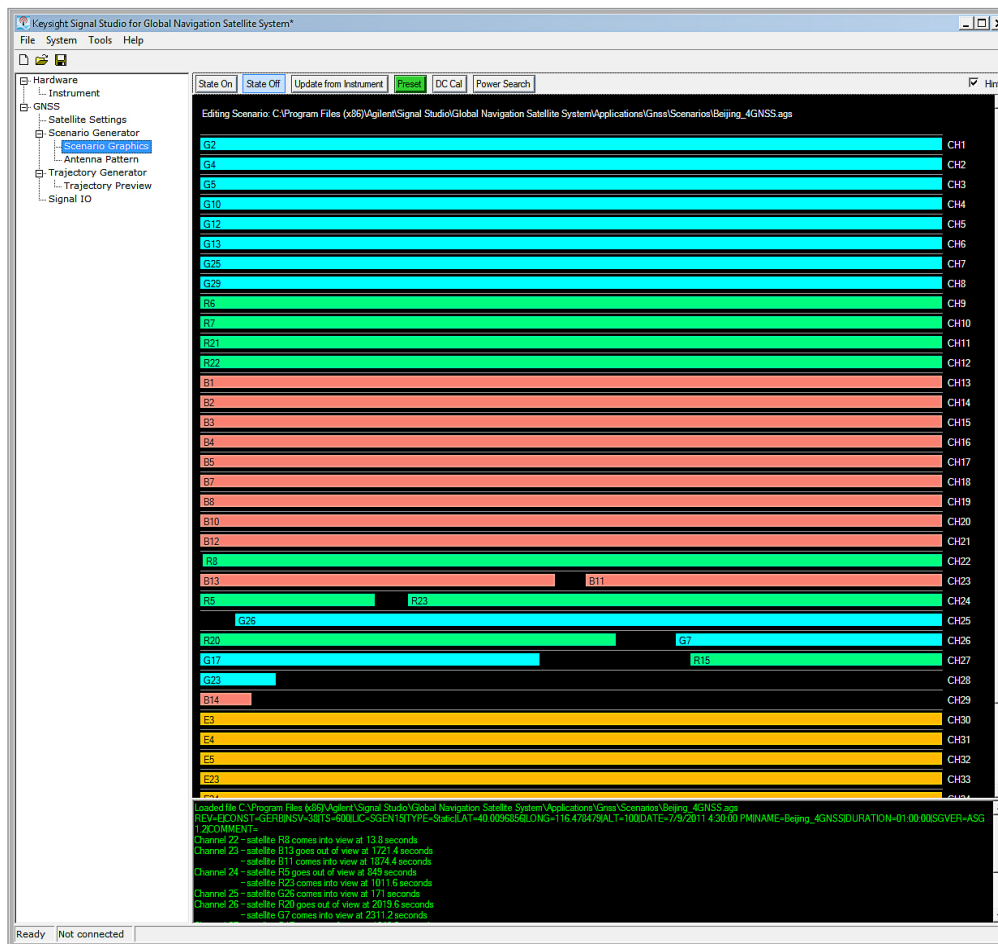 Keysight Signal Studio for Global Navigation Satellite System*
File System Tools Help
Hardware
Instrument
GNSS
Satellite Settings
Scenario Generator
Scenario Graphics
Antenna Pattern
Trajectory Generator
Trajectory Preview
Signal IO
State On State Off Update from Instrument Preset DC Cal Power Search Hin
Editing Scenario: C:\Program Files (x86)\Agilent\Signal Studio\Global Navigation Satellite System\Applications\Gnss\Scenarios\Beijing_4GNSS.ags
G2 CH1
G4 CH2
G5 CH3
G10 CH4
G12 CH5
G13 CH6
G25 CH7
G29 CH8
R6 CH9
R7 CH10
R21 CH11
R22 CH12
B1 CH13
B2 CH14
B3 CH15
B4 CH16
B5 CH17
B7 CH18
B8 CH19
B10 CH20
B12 CH21
R8 CH22
B13 B11 CH23
R5 R23 CH24
G26 CH25
R20 G7 CH26
G17 R15 CH27
G23 CH28
B14 CH29
E3 CH30
E4 CH31
E5 CH32
E23 CH33
Loaded file C:\Program Files (x86)\Agilent\Signal Studio\Global Navigation Satellite System\Applications\Gnss\Scenarios\Beijing_4GNSS.ags
REV=E|CONST=GERB|NSV=38|TS=600|LIC=SGEN15|TYPE=Static|LAT=40.0096856|LONG=116.478479|ALT=100|DATE=7/9/2011 4:30:00 PM|NAME=Beijing_4GNSS|DURATION=01:00:00|SGVER=ASG
1.2|COMMENT=
Channel 22 - satellite R8 comes into view at 13.8 seconds
Channel 23 - satellite B13 goes out of view at 1721.4 seconds
- satellite B11 comes into view at 1874.4 seconds
Channel 24 - satellite R5 goes out of view at 849 seconds
- satellite R23 comes into view at 1011.6 seconds
Channel 25 - satellite G26 comes into view at 171 seconds
Channel 26 - satellite R20 goes out of view at 2019.6 seconds
- satellite G7 comes into view at 2311.2 seconds
Ready Not connected